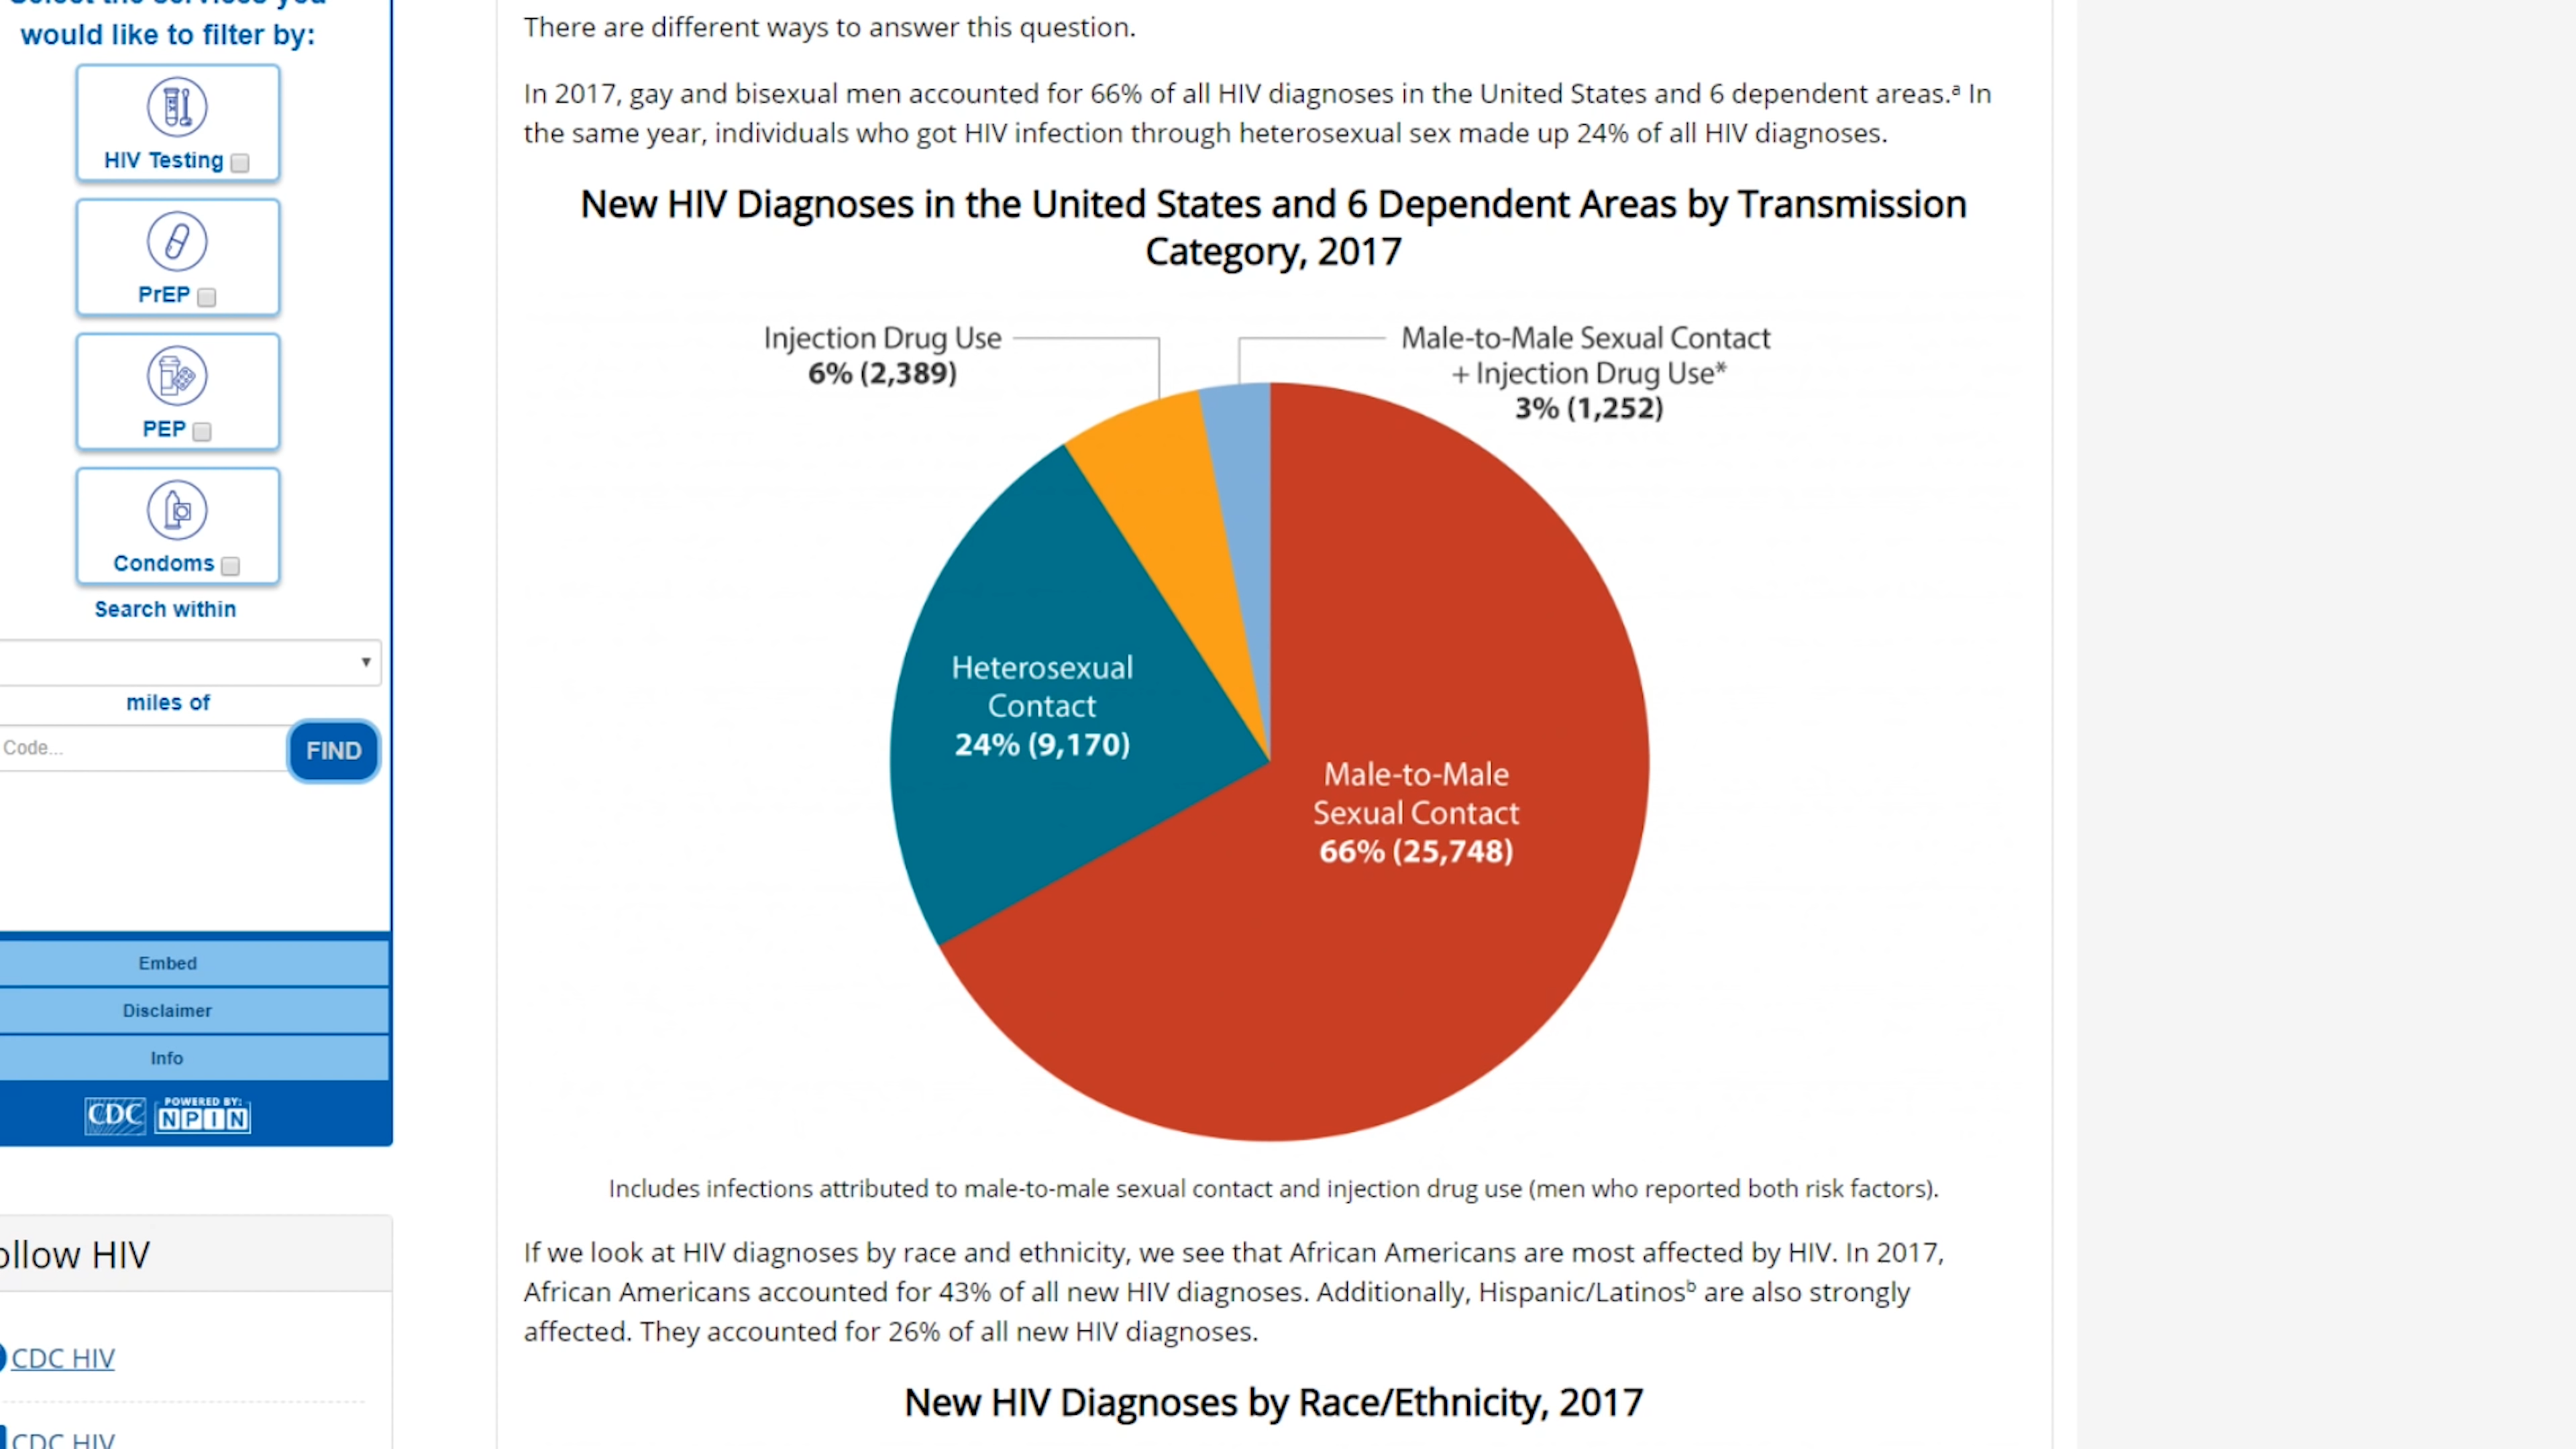 would like to filter by:
HIV Testing
PrEP
PEP
Condoms
Search within
miles of
Code...
FIND
Embed
Disclaimer
Info
CDC
POWERED BY:
NPIN
ollow HIV
CDC HIV
CDC HIV
There are different ways to answer this question.
In 2017, gay and bisexual men accounted for 66% of all HIV diagnoses in the United States and 6 dependent areas.ᵃ In
the same year, individuals who got HIV infection through heterosexual sex made up 24% of all HIV diagnoses.
New HIV Diagnoses in the United States and 6 Dependent Areas by Transmission
Category, 2017
Injection Drug Use
6% (2,389)
Male-to-Male Sexual Contact
+ Injection Drug Use*
3% (1,252)
Heterosexual
Contact
24% (9,170)
Male-to-Male
Sexual Contact
66% (25,748)
Includes infections attributed to male-to-male sexual contact and injection drug use (men who reported both risk factors).
If we look at HIV diagnoses by race and ethnicity, we see that African Americans are most affected by HIV. In 2017,
African Americans accounted for 43% of all new HIV diagnoses. Additionally, Hispanic/Latinosᵇ are also strongly
affected. They accounted for 26% of all new HIV diagnoses.
New HIV Diagnoses by Race/Ethnicity, 2017